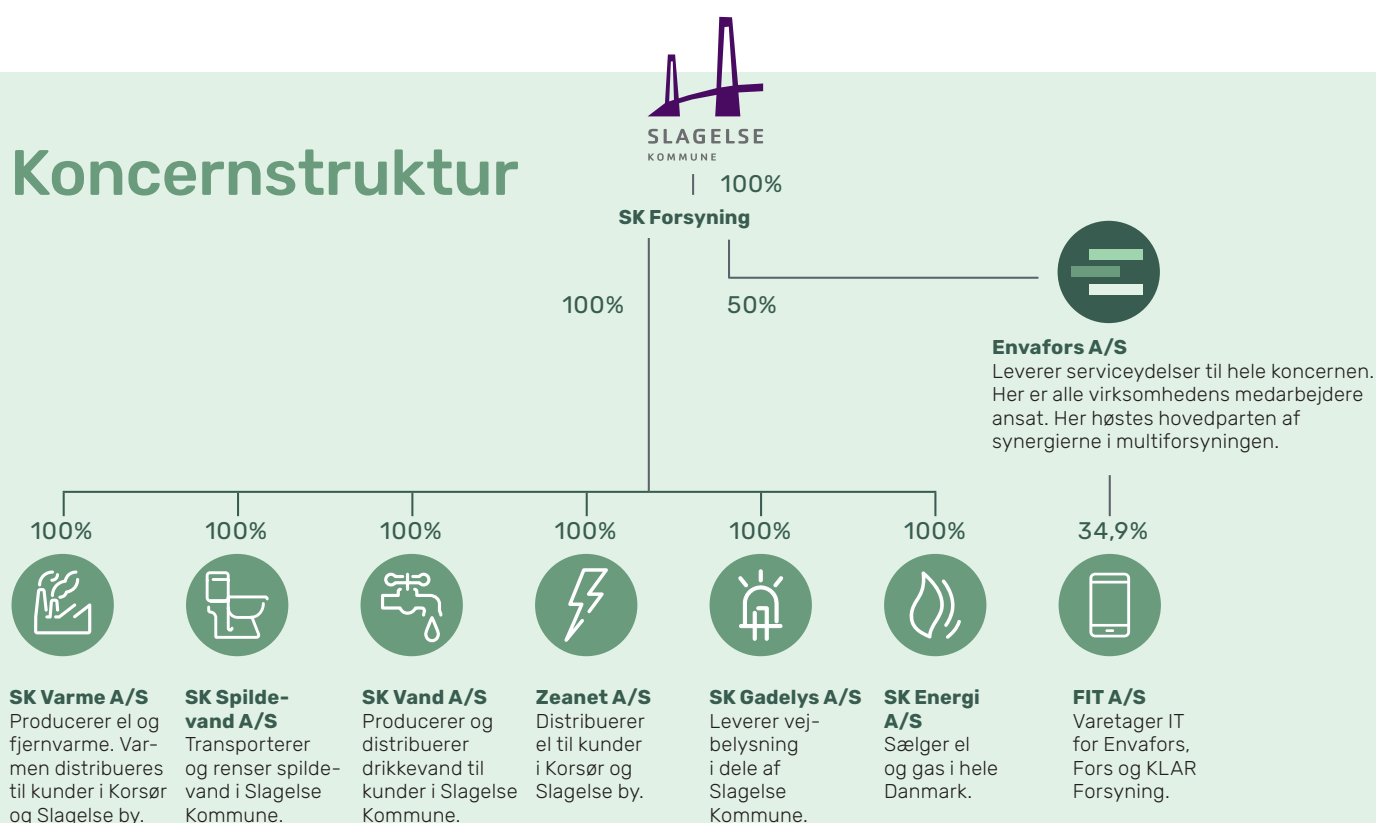 SLAGELSE
KOMMUNE
Koncernstruktur
100%
SK Forsyning
100%
50%
Envafors A/S
Leverer serviceydelser til hele koncernen.
Her er alle virksomhedens medarbejdere
ansat. Her høstes hovedparten af
synergierne i multiforsyningen.
100%
100%
100%
100%
100%
100%
34,9%
SK Varme A/S
Producerer el og
fjernvarme. Var-
men distribueres
til kunder i Korsør
og Slagelse by.
SK Spilde-
vand A/S
Transporterer
og renser spilde-
vand i Slagelse
Kommune.
SK Vand A/S
Producerer og
distribuerer
drikkevand til
kunder i Slagelse
Kommune.
Zeanet A/S
Distribuerer
el til kunder
i Korsør og
Slagelse by.
SK Gadelys A/S
Leverer vej-
belysning
i dele af
Slagelse
Kommune.
SK Energi
A/S
Sælger el
og gas i hele
Danmark.
FIT A/S
Varetager IT
for Envafors,
Fors og KLAR
Forsyning.